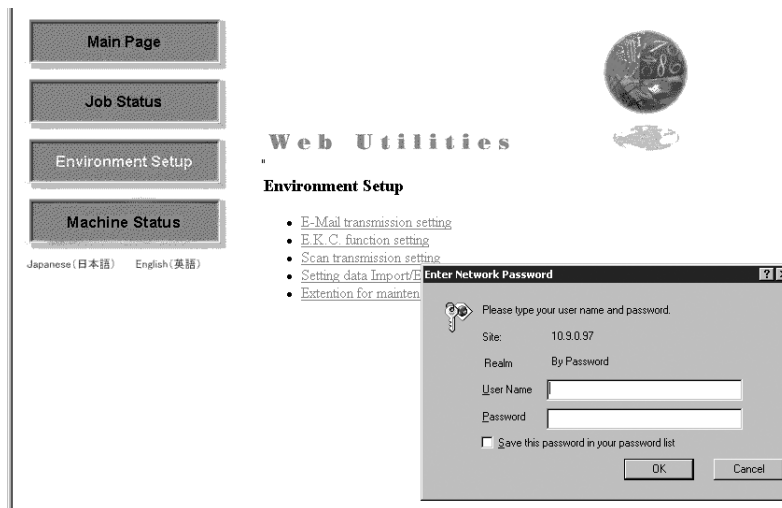 Main Page
Job Status
Environment Setup
Machine Status
Japanese(日本語) English(英語)
Web Utilities
Environment Setup
E-Mail transmission setting
E.K.C. function setting
Scan transmission setting
Setting data Import/E
Extention for mainten
Enter Network Password
Please type your user name and password.
Site: 10.9.0.97
Realm By Password
User Name
Password
Save this password in your password list
OK Cancel